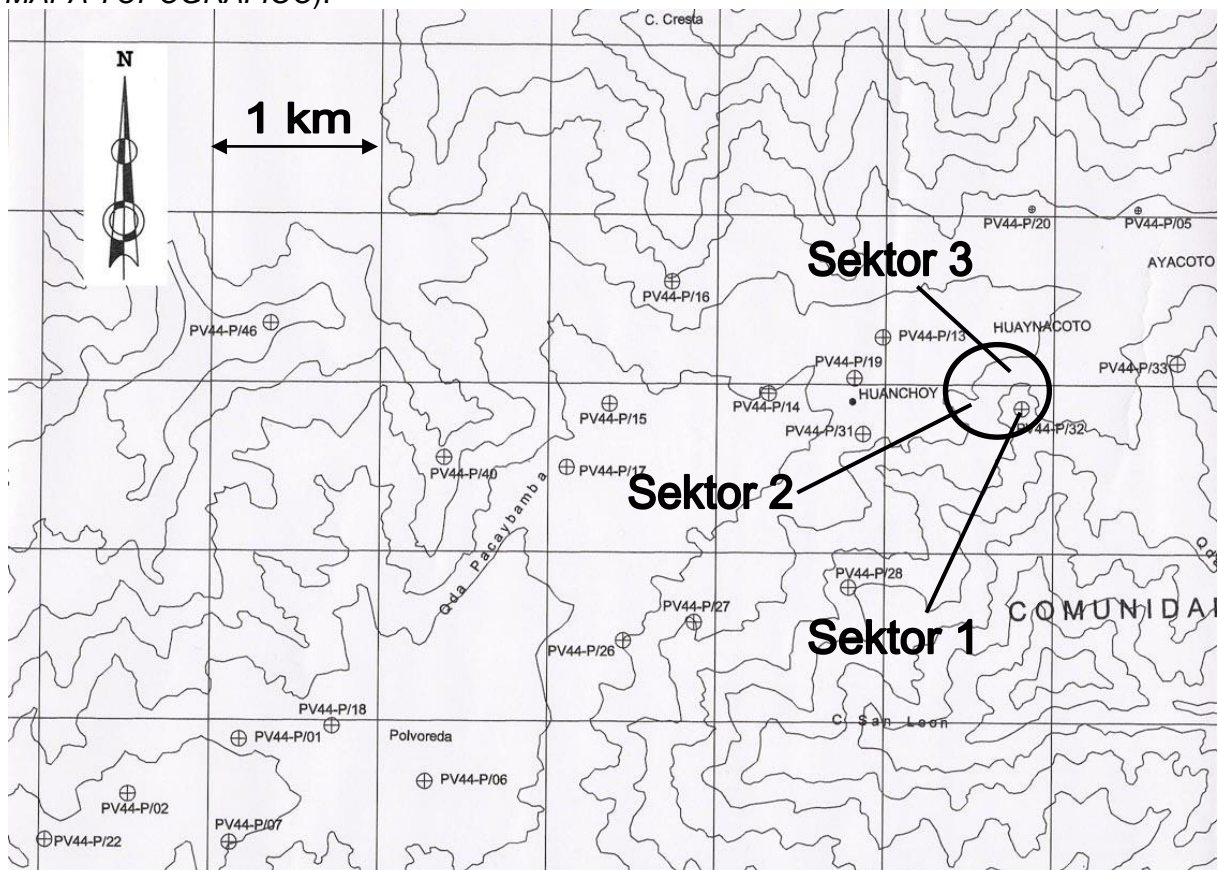 MAPA TOPOGRÁFICO).
C. Cresta
N
1 km
PV44-P/20
PV44-P/05
Sektor 3
AYACOTO
PV44-P/16
PV44-P/46
HUAYNACOTO
PV44-P/13
PV44-P/19
PV44-P/33
HUANCHOY
PV44-P/14
PV44-P/15
PV44-P/31
PV44-P/32
PV44-P/40
PV44-P/17
Sektor 2
Qda Pacaybamba
Qda
PV44-P/28
COMUNIDA
PV44-P/27
Sektor 1
PV44-P/26
PV44-P/18
C. San Leon
PV44-P/01
Polvoreda
PV44-P/06
PV44-P/02
PV44-P/07
PV44-P/22